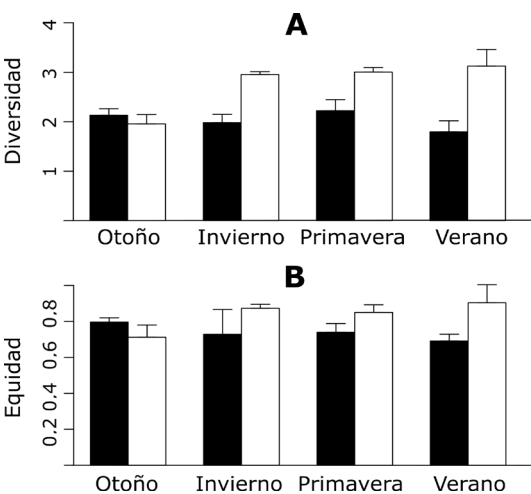 A
Diversidad
4
3
2
1
Otoño Invierno Primavera Verano
B
Equidad
0.8
0.6
0.4
0.2
Otoño Invierno Primavera Verano